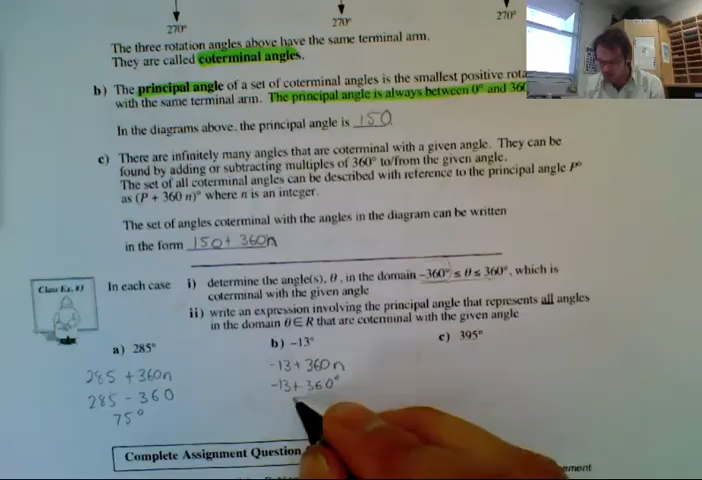 270°
270°
270°
The three rotation angles above have the same terminal arm.
They are called coterminal angles.
b) The principal angle of a set of coterminal angles is the smallest positive
with the same terminal arm. The principal angle is always between 0° and
In the diagrams above, the principal angle is 150
c) There are infinitely many angles that are coterminal with a given angle. They can be
found by adding or subtracting multiples of 360° to/from the given angle.
The set of all coterminal angles can be described with reference to the principal angle P°
as (P + 360 n)° where n is an integer.
The set of angles coterminal with the angles in the diagram can be written
in the form 150 + 360n
Class Ex. #3
In each case i) determine the angle(s), θ, in the domain -360° ≤ θ ≤ 360°, which is
coterminal with the given angle
ii) write an expression involving the principal angle that represents all angles
in the domain θ ∈ R that are coterminal with the given angle
a) 285° b) -13° c) 395°
285 + 360n
285 - 360
75°
-13 + 360n
-13 + 360°
Complete Assignment Question